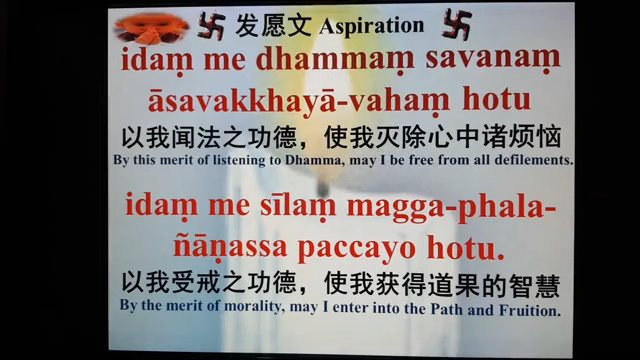 卐 发愿文 Aspiration 卐
idaṃ me dhammaṃ savanaṃ
āsavakkhayā-vahaṃ hotu
以我闻法之功德，使我灭除心中诸烦恼
By this merit of listening to Dhamma, may I be free from all defilements.
idaṃ me sīlaṃ magga-phala-
ñāṇassa paccayo hotu.
以我受戒之功德，使我获得道果的智慧
By the merit of morality, may I enter into the Path and Fruition.